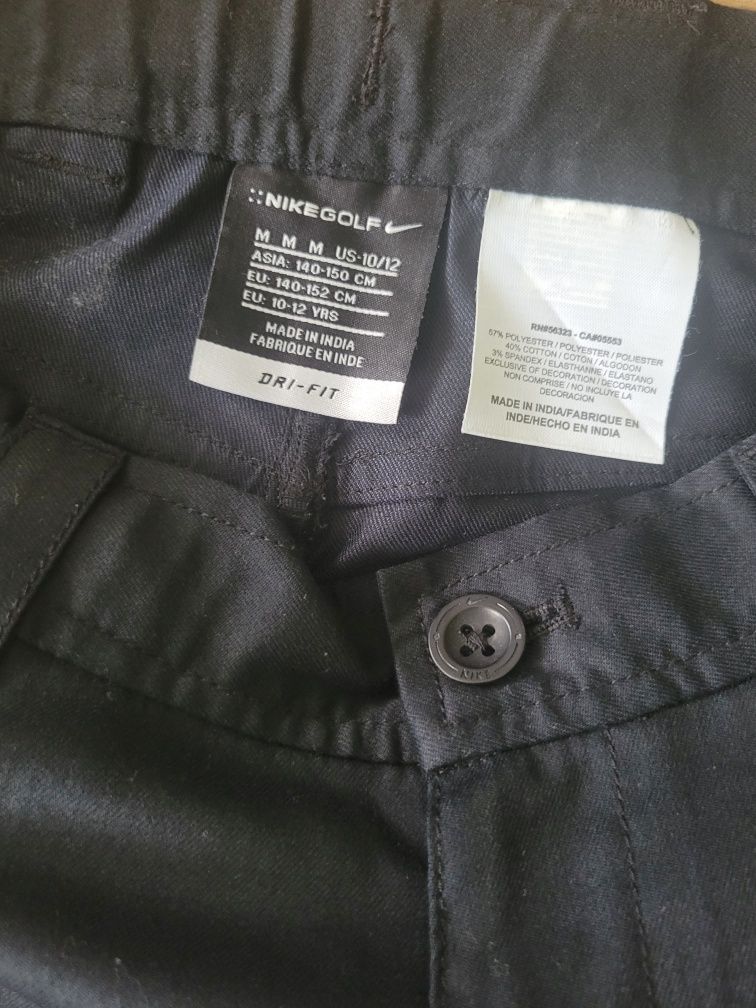 NIKEGOLF
M M M US-10/12
ASIA: 140-150 CM
EU: 140-152 CM
EU: 10-12 YRS
MADE IN INDIA
FABRIQUE EN INDE
DRI-FIT
RN#56323 - CA#05553
57% POLYESTER / POLYESTER / POLIESTER
40% COTTON / COTON / ALGODON
3% SPANDEX / ELASTHANNE / ELASTANO
EXCLUSIVE OF DECORATION / DECORATION
NON COMPRISE / NO INCLUYE LA
DECORACION
MADE IN INDIA/FABRIQUE EN
INDE/HECHO EN INDIA
NIKE